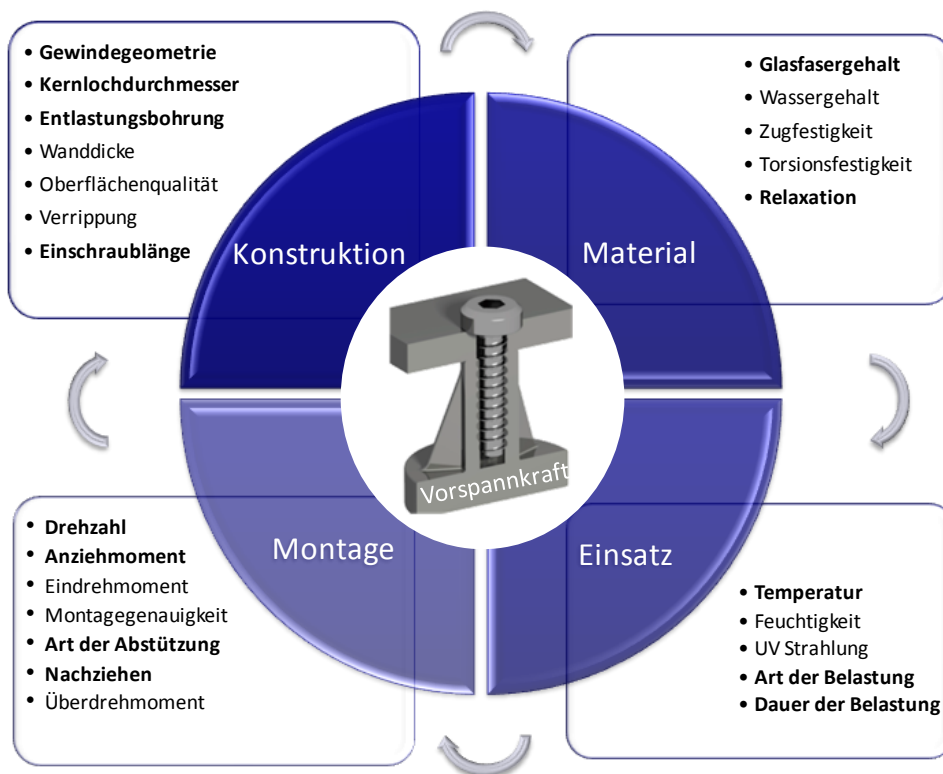 • Gewindegeometrie
• Kernlochdurchmesser
• Entlastungsbohrung
• Wanddicke
• Oberflächenqualität
• Verrippung
• Einschraublänge
Konstruktion
• Glasfasergehalt
• Wassergehalt
• Zugfestigkeit
• Torsionsfestigkeit
• Relaxation
Material
Vorspannkraft
Montage
• Drehzahl
• Anziehmoment
• Eindrehmoment
• Montagegenauigkeit
• Art der Abstützung
• Nachziehen
• Überdrehmoment
Einsatz
• Temperatur
• Feuchtigkeit
• UV Strahlung
• Art der Belastung
• Dauer der Belastung